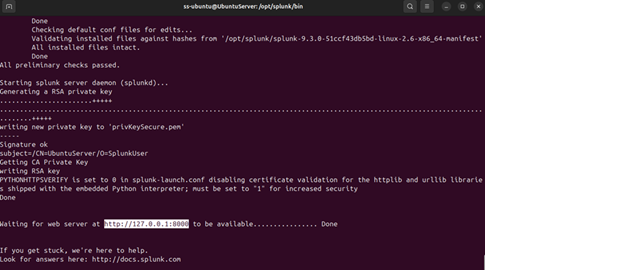 ss-ubuntu@UbuntuServer: /opt/splunk/bin
Done
Checking default conf files for edits...
Validating installed files against hashes from '/opt/splunk/splunk-9.3.0-51ccf43db5bd-linux-2.6-x86_64-manifest'
All installed files intact.
Done
All preliminary checks passed.
Starting splunk server daemon (splunkd)...
Generating a RSA private key
.......................+++++
................................................................................................................
........+++++
writing new private key to 'privKeySecure.pem'
-----
Signature ok
subject=/CN=UbuntuServer/O=SplunkUser
Getting CA Private Key
writing RSA key
PYTHONHTTPSVERIFY is set to 0 in splunk-launch.conf disabling certificate validation for the httplib and urllib librarie
s shipped with the embedded Python interpreter; must be set to "1" for increased security
Done
Waiting for web server at http://127.0.0.1:8000 to be available................ Done
If you get stuck, we're here to help.
Look for answers here: http://docs.splunk.com